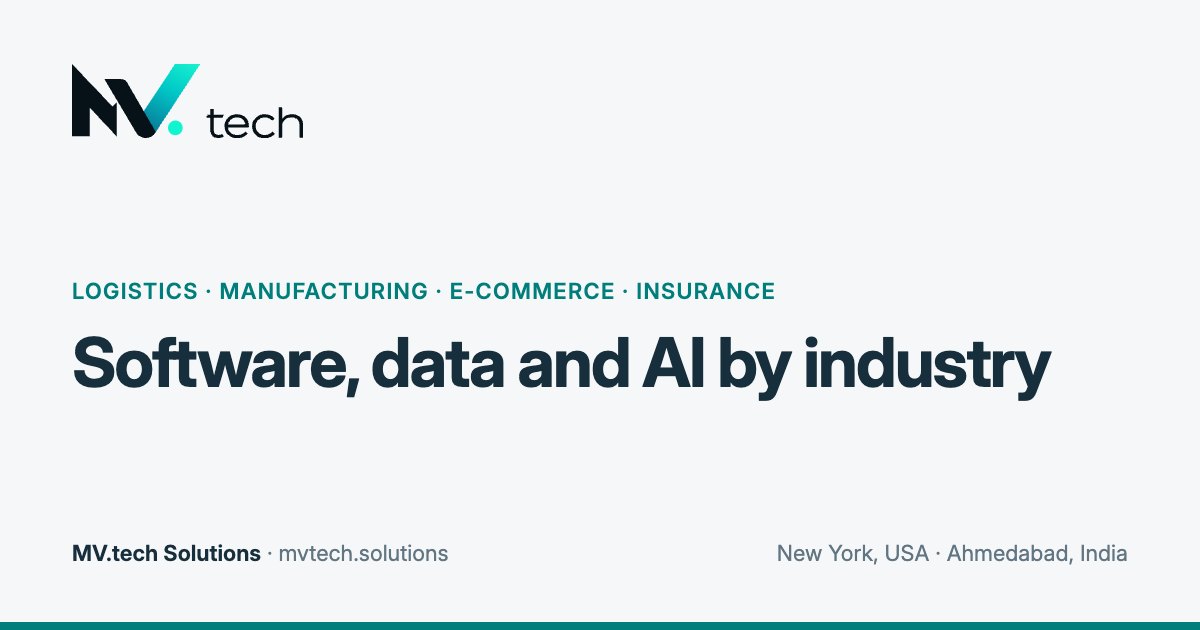 MV. tech
LOGISTICS · MANUFACTURING · E-COMMERCE · INSURANCE
Software, data and AI by industry
MV.tech Solutions · mvtech.solutions
New York, USA · Ahmedabad, India